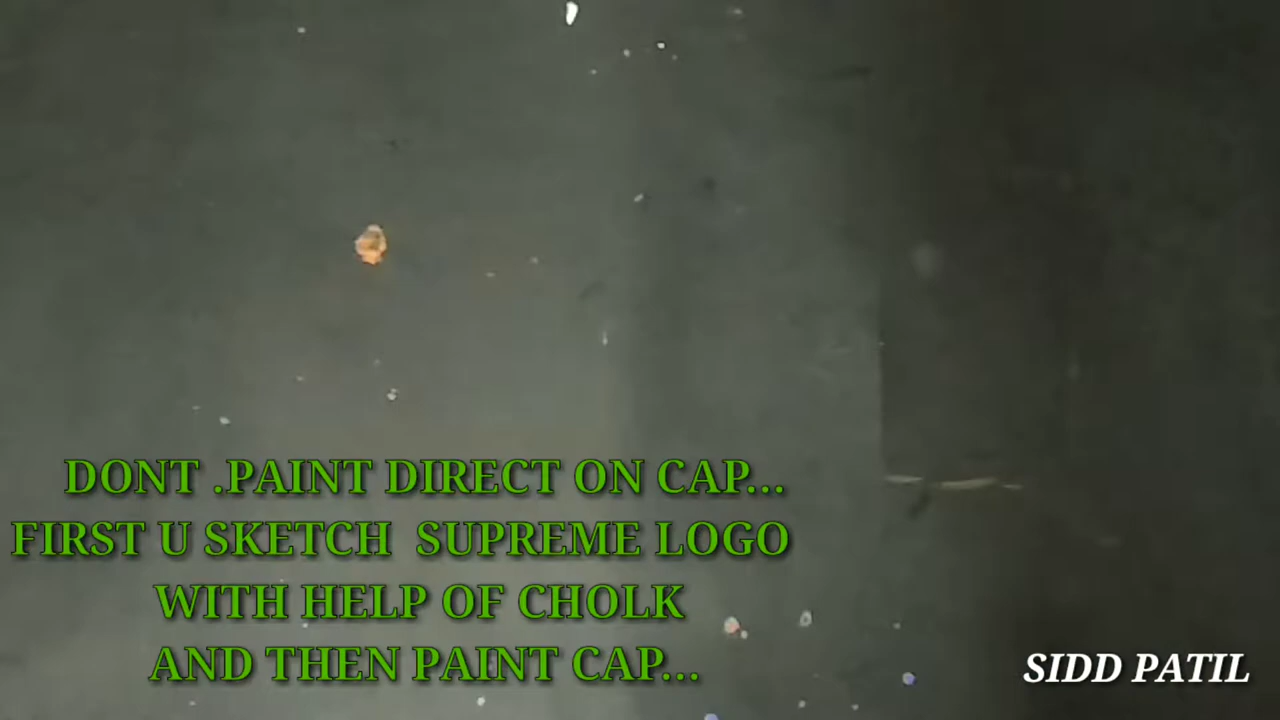 DONT .PAINT DIRECT ON CAP...
FIRST U SKETCH SUPREME LOGO
WITH HELP OF CHOLK
AND THEN PAINT CAP...
SIDD PATIL